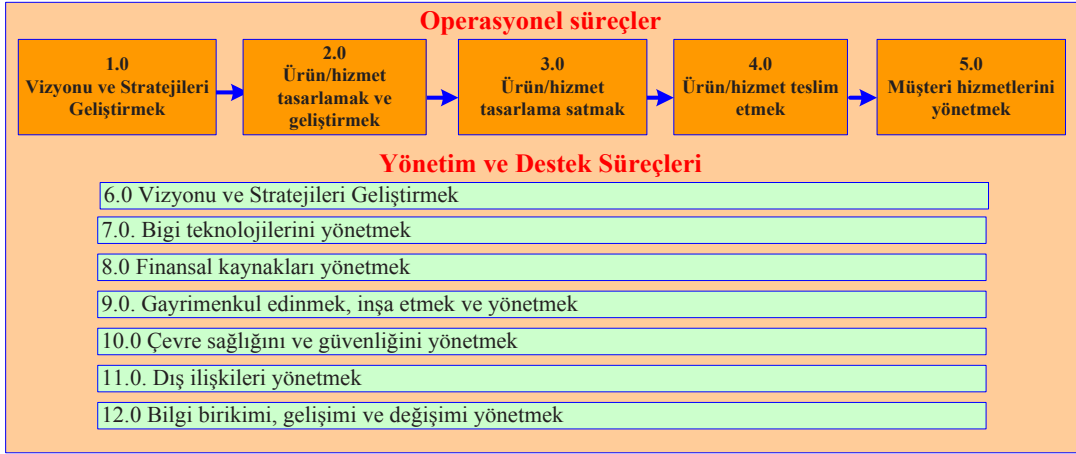 Operasyonel süreçler
1.0
Vizyonu ve Stratejileri
Geliştirmek
2.0
Ürün/hizmet
tasarlamak ve
geliştirmek
3.0
Ürün/hizmet
tasarlama satmak
4.0
Ürün/hizmet teslim
etmek
5.0
Müşteri hizmetlerini
yönetmek
Yönetim ve Destek Süreçleri
6.0 Vizyonu ve Stratejileri Geliştirmek
7.0. Bigi teknolojilerini yönetmek
8.0 Finansal kaynakları yönetmek
9.0. Gayrimenkul edinmek, inşa etmek ve yönetmek
10.0 Çevre sağlığını ve güvenliğini yönetmek
11.0. Dış ilişkileri yönetmek
12.0 Bilgi birikimi, gelişimi ve değişimi yönetmek